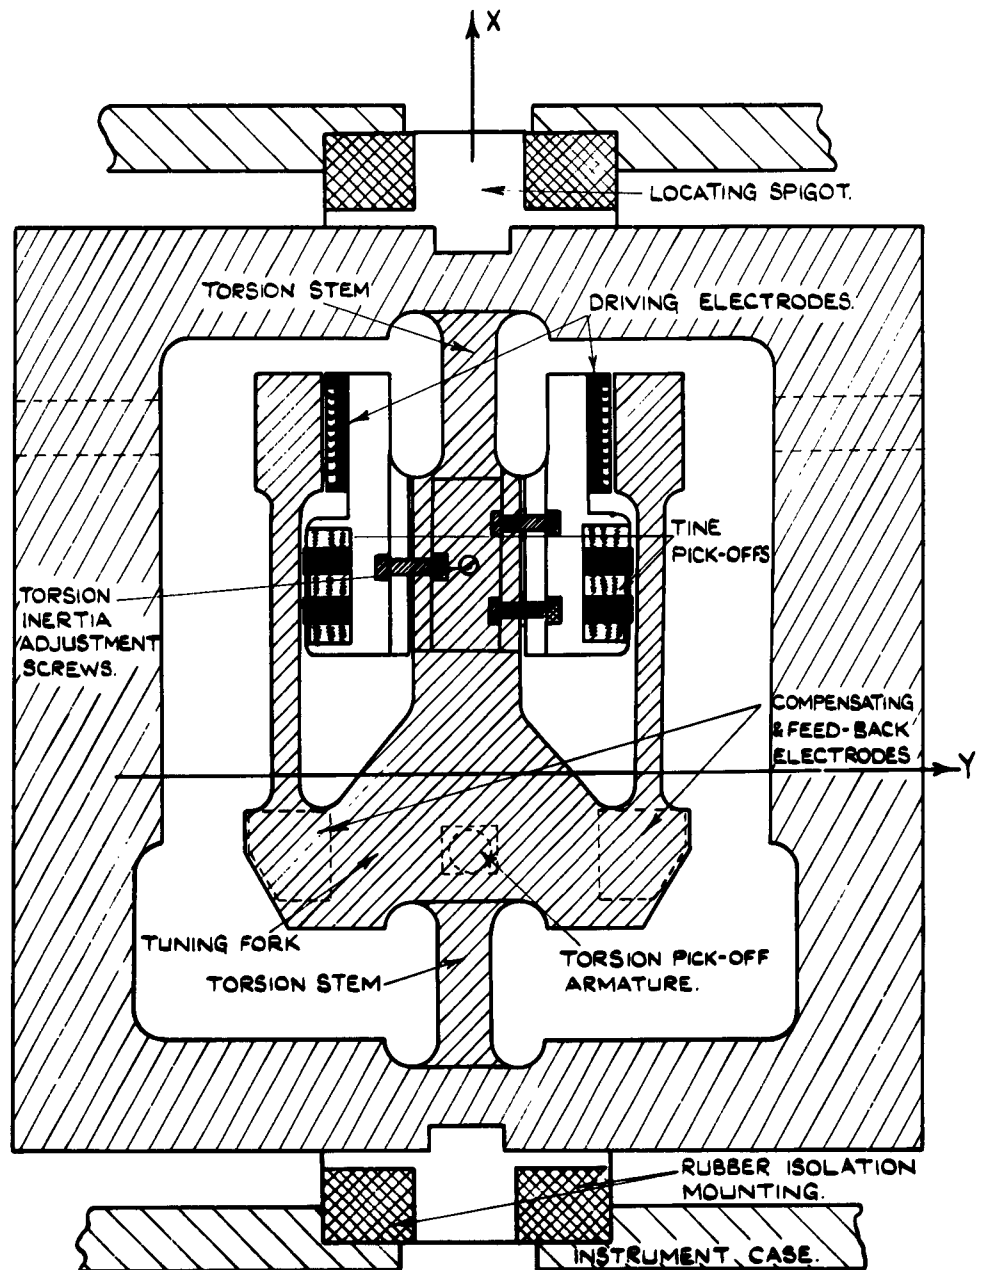 X
LOCATING SPIGOT.
TORSION STEM
DRIVING ELECTRODES.
TINE
PICK-OFFS
TORSION
INERTIA
ADJUSTMENT
SCREWS.
COMPENSATING
& FEED-BACK
ELECTRODES
Y
TUNING FORK
TORSION STEM
TORSION PICK-OFF
ARMATURE.
RUBBER ISOLATION
MOUNTING.
INSTRUMENT CASE.